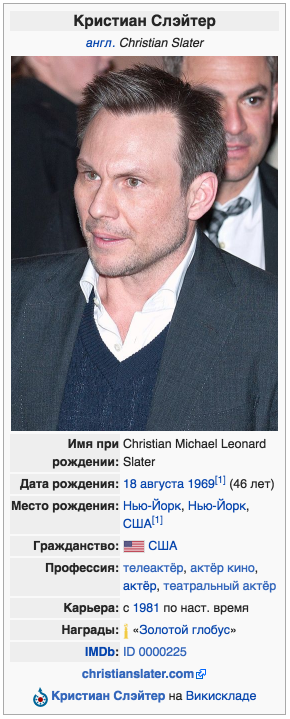 Кристиан Слэйтер
англ. Christian Slater
Имя при Christian Michael Leonard
рождении: Slater
Дата рождения: 18 августа 1969[1] (46 лет)
Место рождения: Нью-Йорк, Нью-Йорк,
США[1]
Гражданство: США
Профессия: телеактёр, актёр кино,
актёр, театральный актёр
Карьера: с 1981 по наст. время
Награды: «Золотой глобус»
IMDb: ID 0000225
christianslater.com
Кристиан Слэйтер на Викискладе